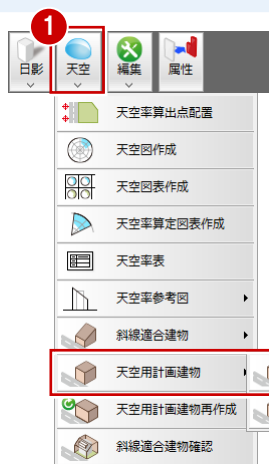 1
日影
天空
編集
属性
天空率算出点配置
天空図作成
天空図表作成
天空率算定図表作成
天空率表
天空率参考図
斜線適合建物
天空用計画建物
天空用計画建物再作成
斜線適合建物確認